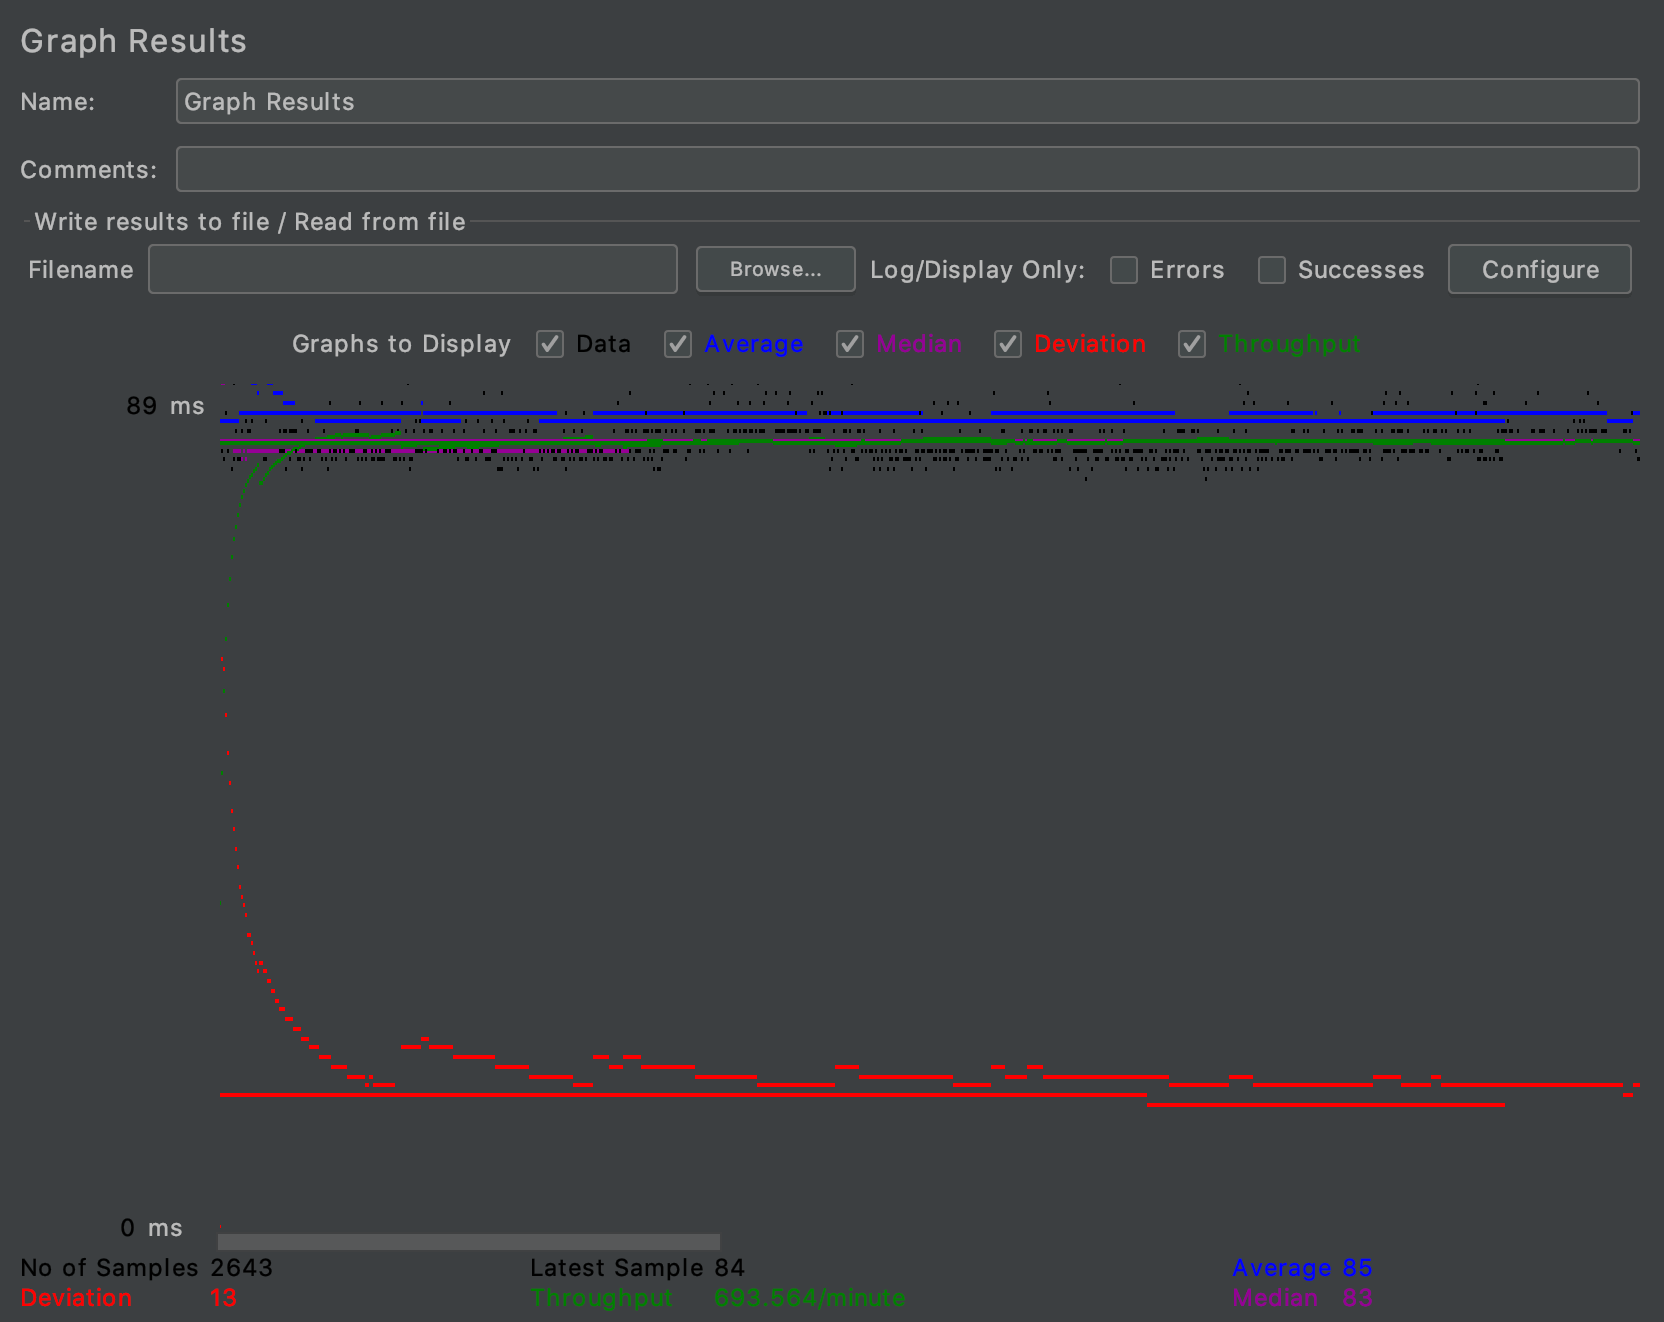 Graph Results
Name: Graph Results
Comments:
Write results to file / Read from file
Filename Browse... Log/Display Only: Errors Successes Configure
Graphs to Display Data Average Median Deviation Throughput
89 ms
0 ms
No of Samples 2643 Latest Sample 84 Average 85
Deviation 13 Throughput 693.564/minute Median 83